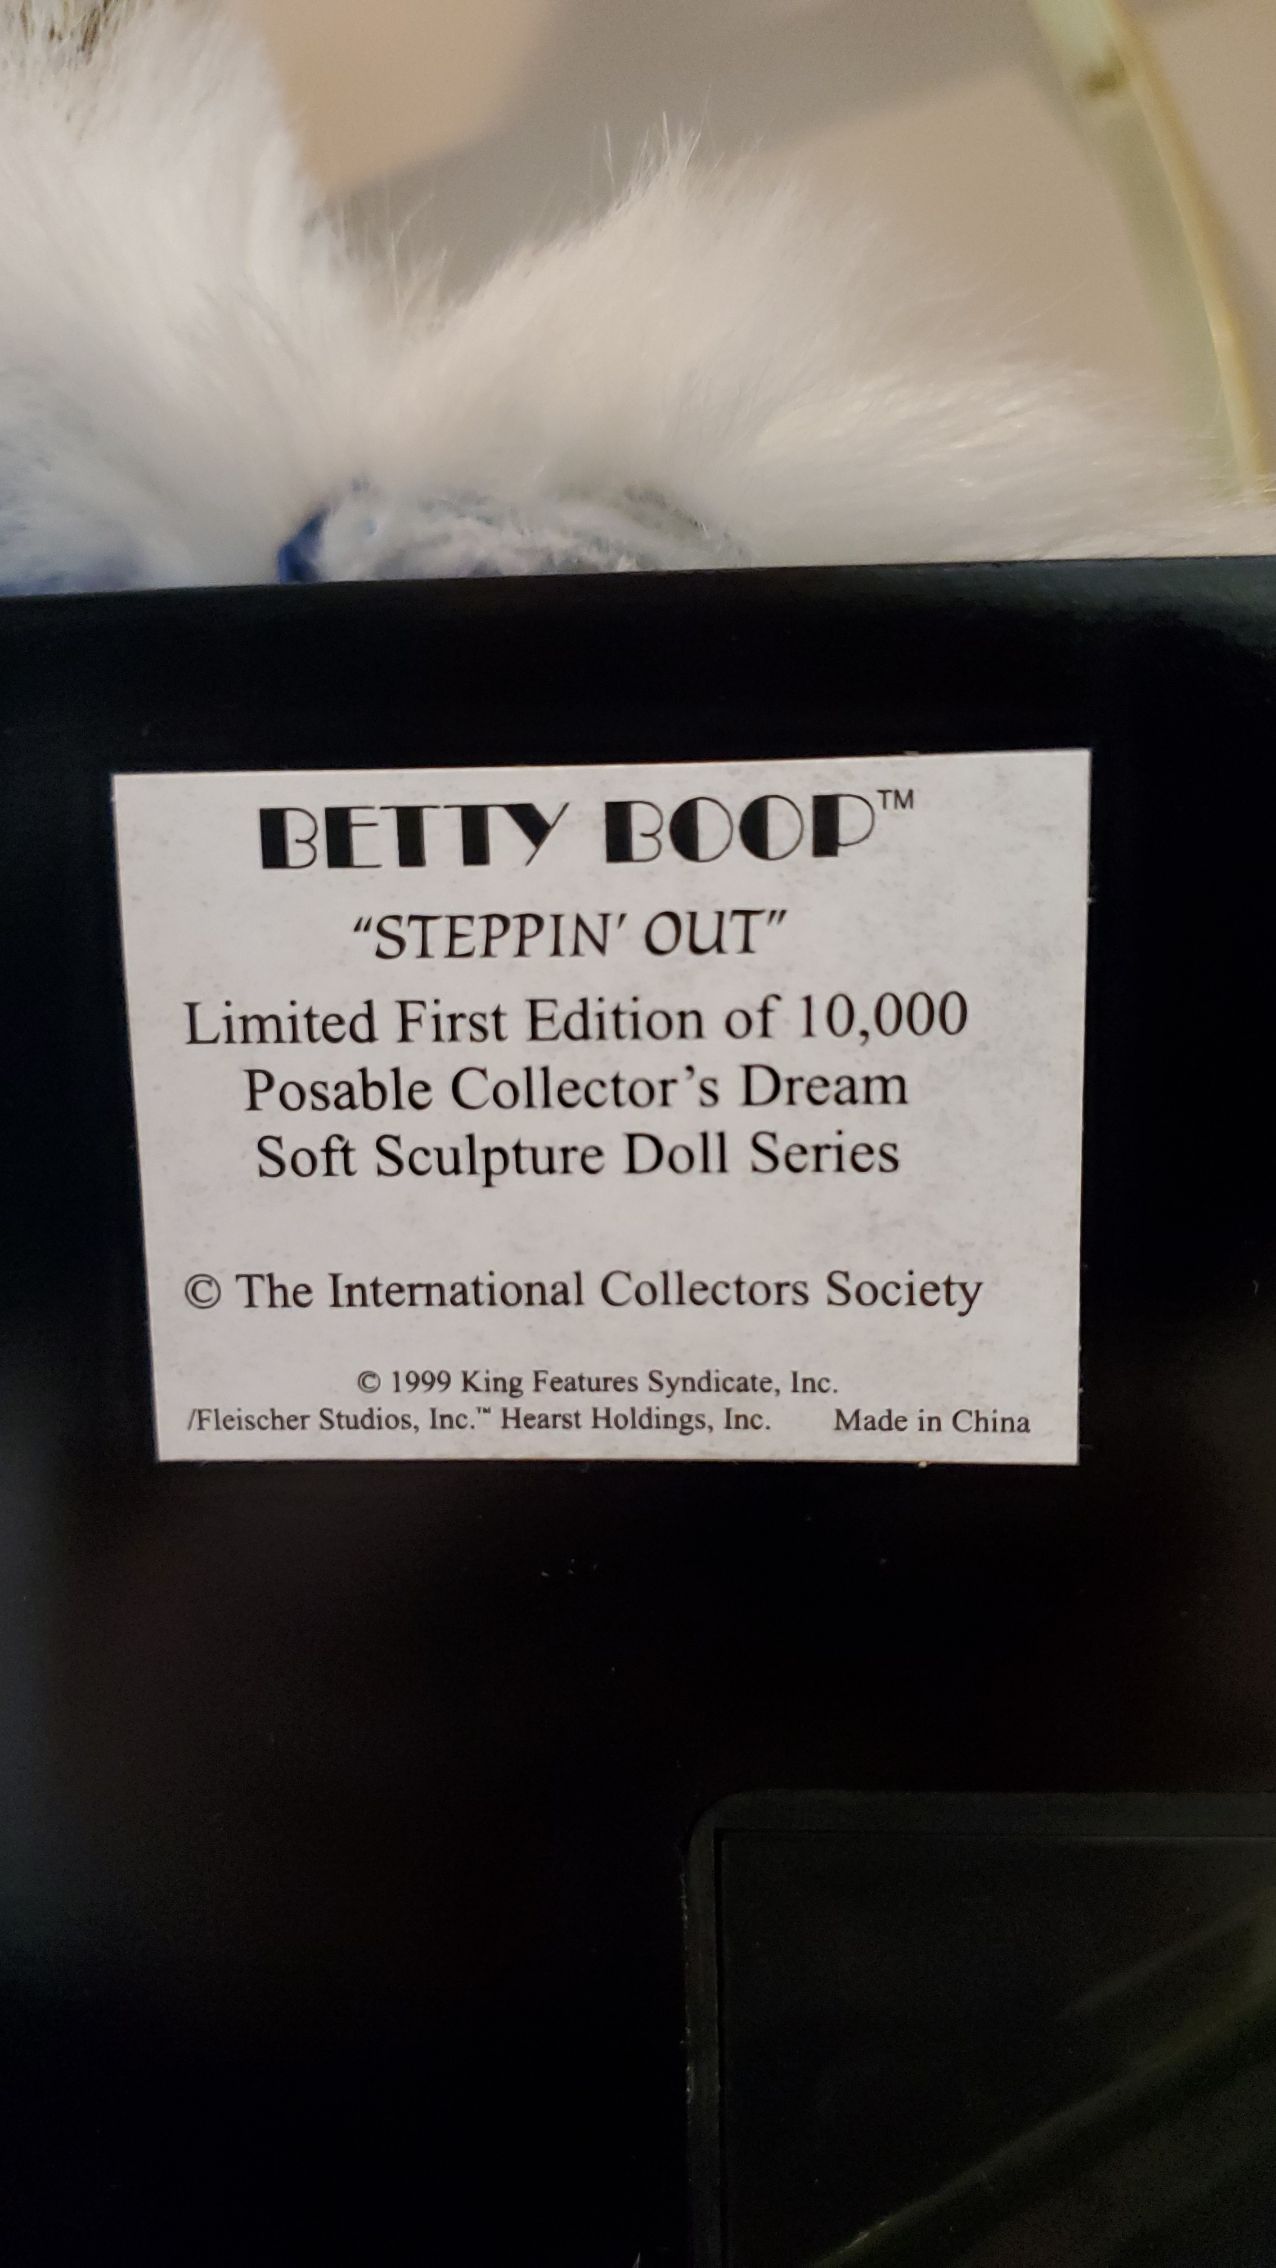 BETTY BOOP™
“STEPPIN’ OUT”
Limited First Edition of 10,000
Posable Collector’s Dream
Soft Sculpture Doll Series
© The International Collectors Society
© 1999 King Features Syndicate, Inc.
/Fleischer Studios, Inc.™ Hearst Holdings, Inc. Made in China